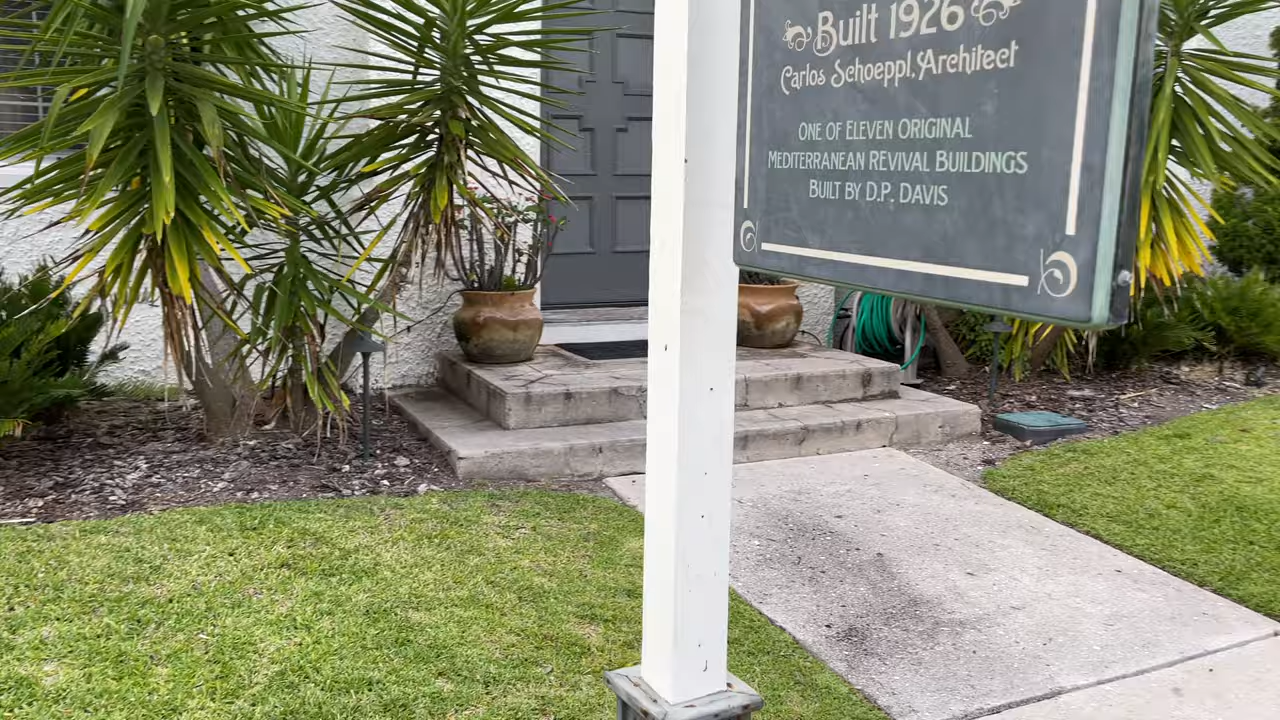 Built 1926
Carlos Schoeppl, Architect
ONE OF ELEVEN ORIGINAL
MEDITERRANEAN REVIVAL BUILDINGS
BUILT BY D.P. DAVIS